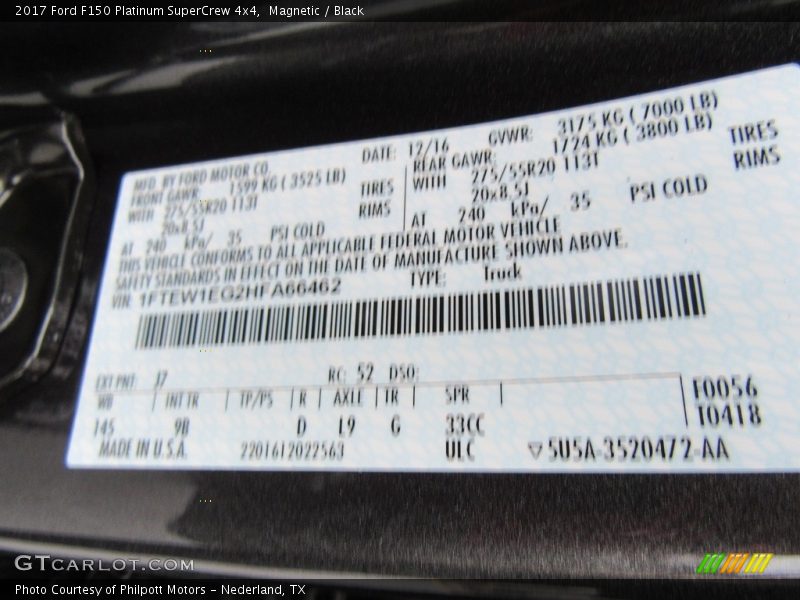 2017 Ford F150 Platinum SuperCrew 4x4, Magnetic / Black
MFD. BY FORD MOTOR CO.
DATE: 12/16
GVWR: 3175 KG ( 7000 LB)
FRONT GAWR: 1599 KG ( 3525 LB)
REAR GAWR: 1724 KG ( 3800 LB)
WITH 275/55R20 113T TIRES
WITH 275/55R20 113T TIRES
20x8.5J RIMS
20x8.5J RIMS
AT 240 kPa/ 35 PSI COLD
AT 240 kPa/ 35 PSI COLD
THIS VEHICLE CONFORMS TO ALL APPLICABLE FEDERAL MOTOR VEHICLE
SAFETY STANDARDS IN EFFECT ON THE DATE OF MANUFACTURE SHOWN ABOVE.
VIN: 1FTEW1EG2HFA66462
TYPE: Truck
EXT PNT: J7 RC: 52 DSO:
WB INT TR TP/PS R AXLE TR SPR
F0056
145 9B D L9 G 33CC
T0418
MADE IN U.S.A. 2201612022563 ULC ▽5U5A-3520472-AA
GTCARLOT.COM
Photo Courtesy of Philpott Motors – Nederland, TX